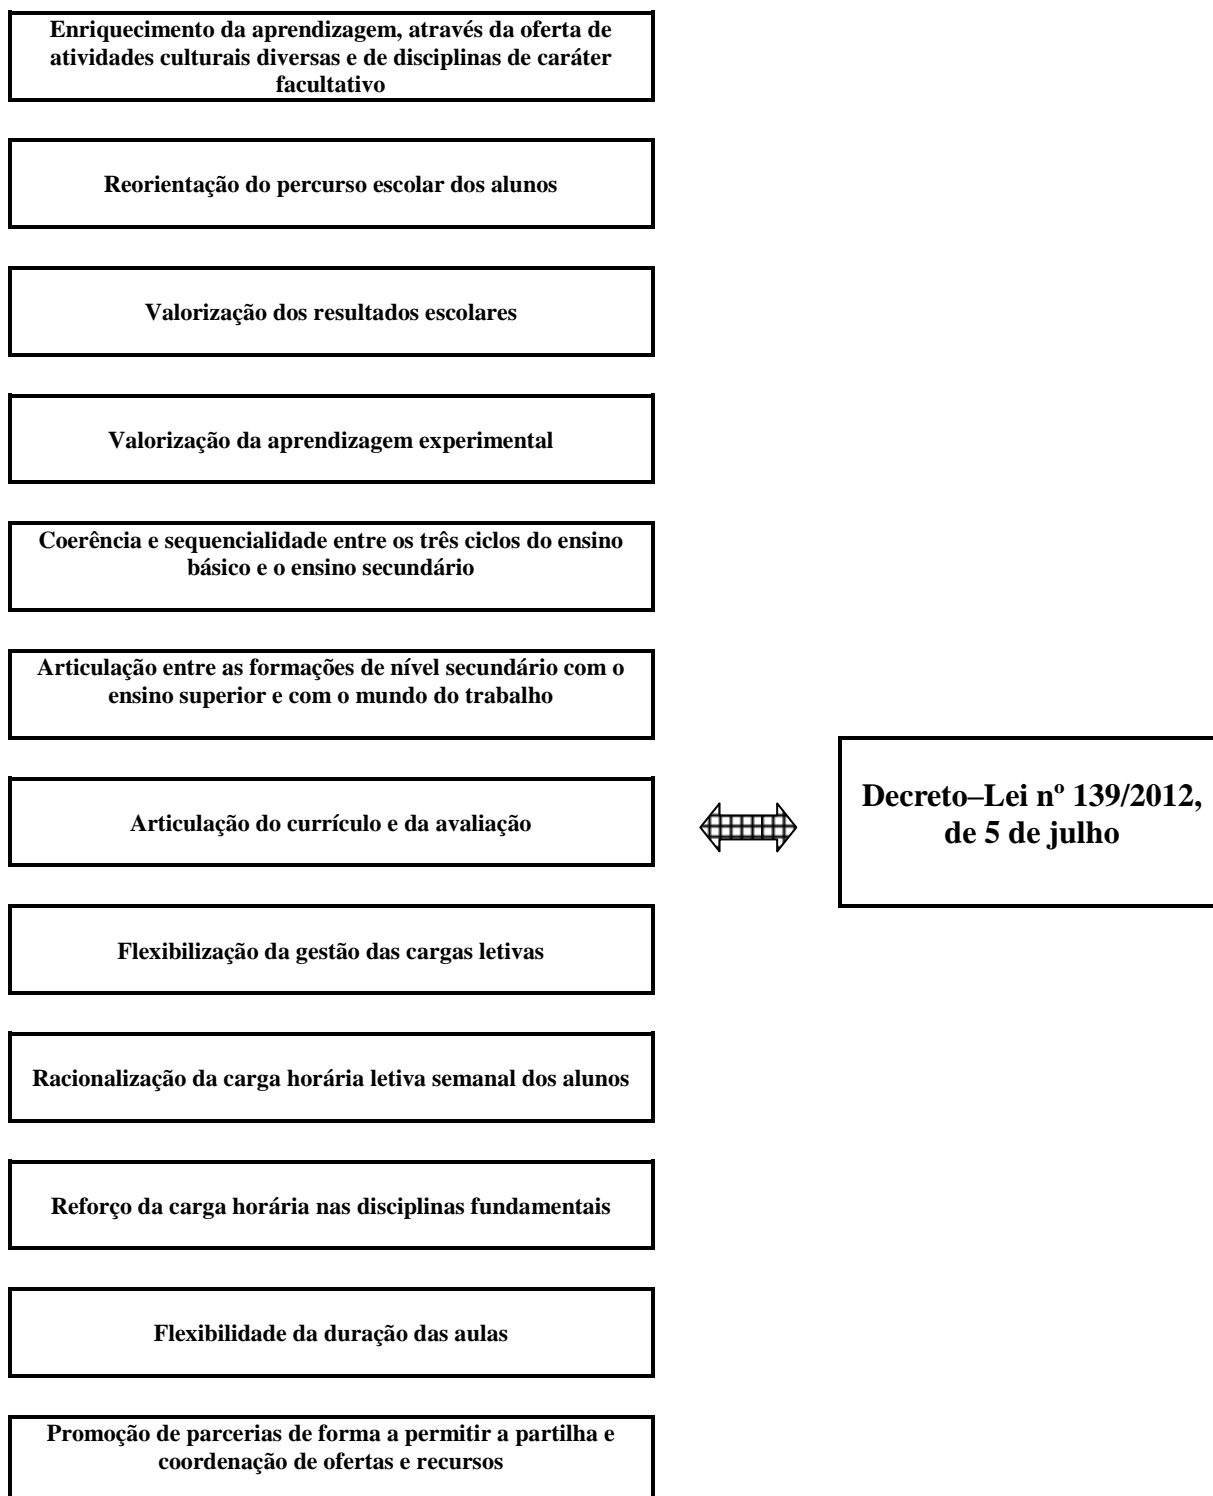 Enriquecimento da aprendizagem, através da oferta de
atividades culturais diversas e de disciplinas de caráter
facultativo
Reorientação do percurso escolar dos alunos
Valorização dos resultados escolares
Valorização da aprendizagem experimental
Coerência e sequencialidade entre os três ciclos do ensino
básico e o ensino secundário
Articulação entre as formações de nível secundário com o
ensino superior e com o mundo do trabalho
Articulação do currículo e da avaliação
Decreto–Lei nº 139/2012,
de 5 de julho
Flexibilização da gestão das cargas letivas
Racionalização da carga horária letiva semanal dos alunos
Reforço da carga horária nas disciplinas fundamentais
Flexibilidade da duração das aulas
Promoção de parcerias de forma a permitir a partilha e
coordenação de ofertas e recursos